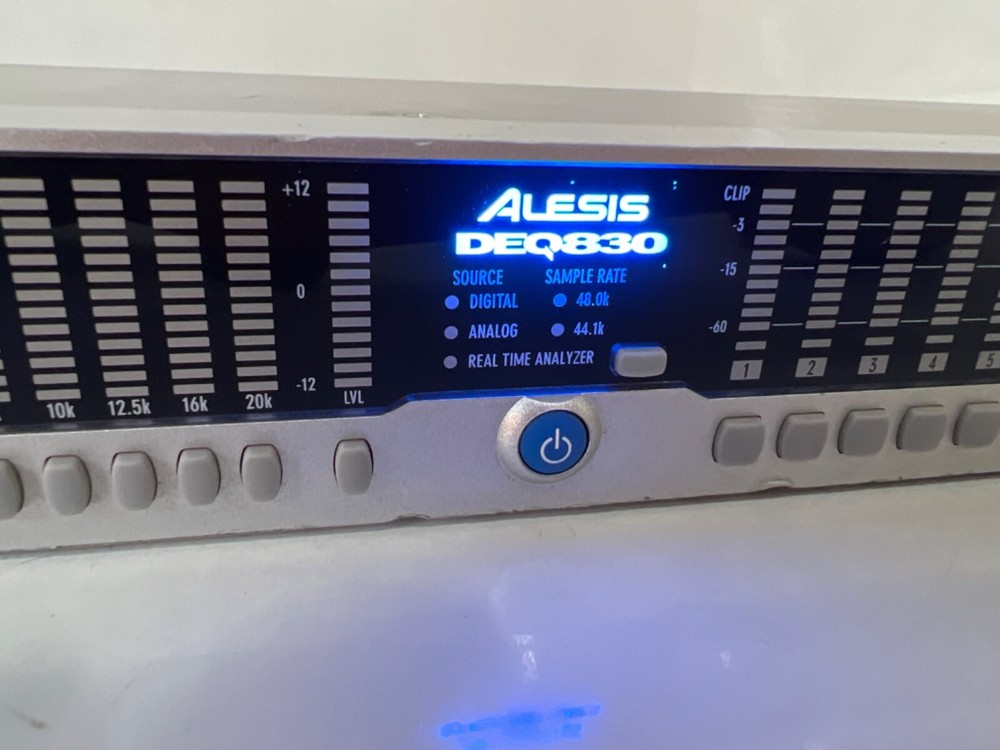 +12
0
-12
10k 12.5k 16k 20k LVL
ALESIS
DEQ830
SOURCE SAMPLE RATE
DIGITAL 48.0k
ANALOG 44.1k
REAL TIME ANALYZER
CLIP
-3
-15
-60
1 2 3 4 5